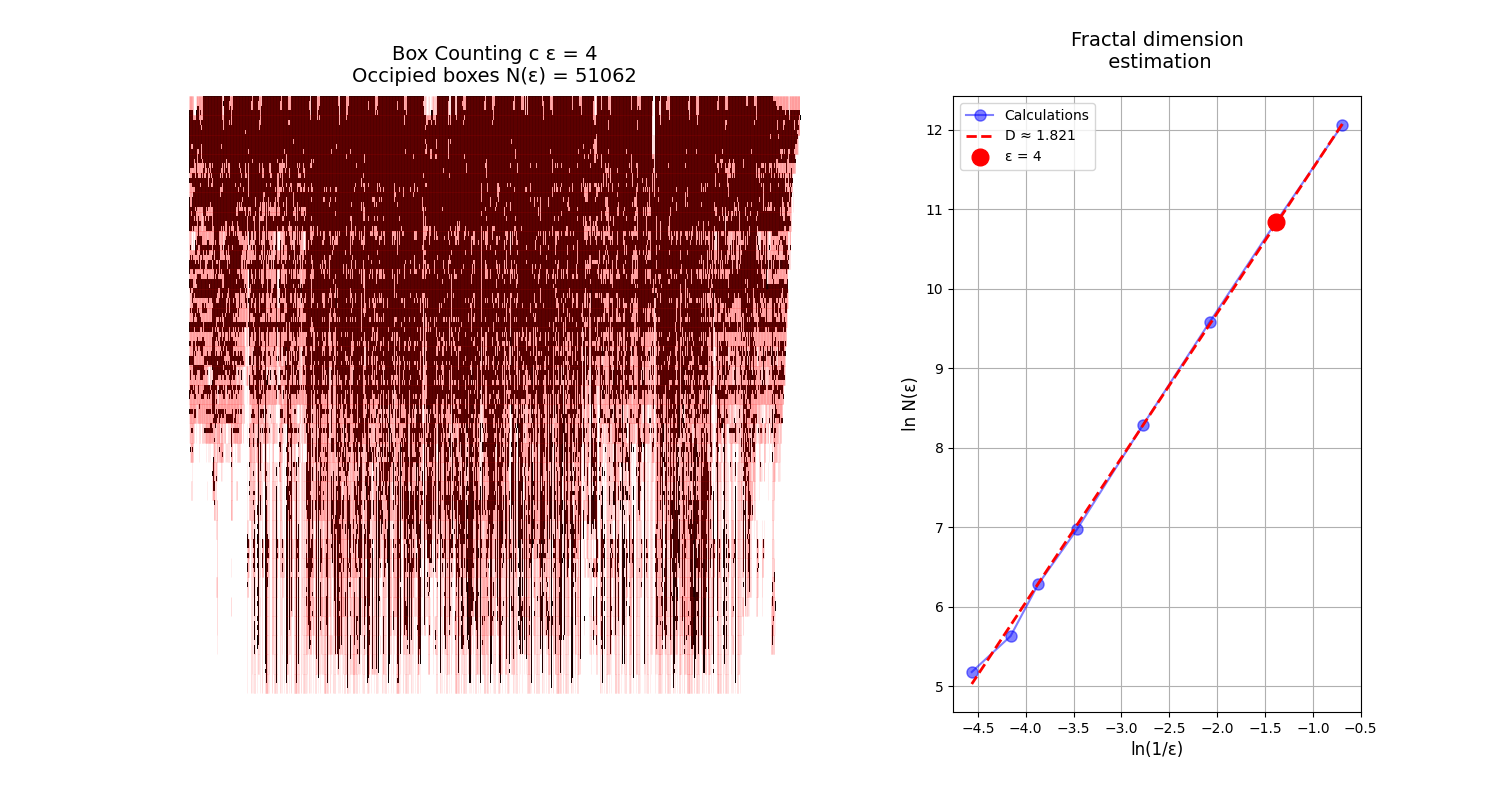 Box Counting c ε = 4
Occipied boxes N(ε) = 51062
Fractal dimension
estimation
Calculations
D ≈ 1.821
ε = 4
12
11
10
9
8
7
6
5
ln N(ε)
−4.5 −4.0 −3.5 −3.0 −2.5 −2.0 −1.5 −1.0 −0.5
ln(1/ε)